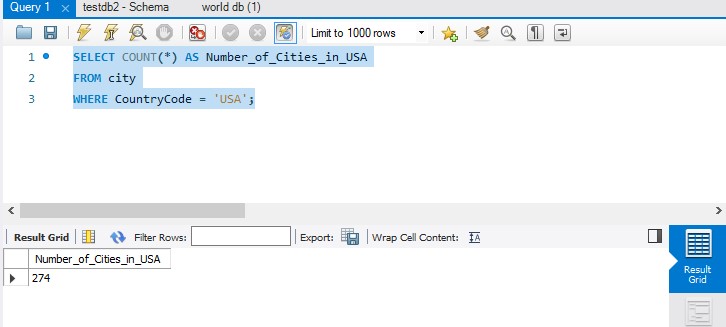 Query 1 × testdb2 - Schema world db (1)
Limit to 1000 rows
1 SELECT COUNT(*) AS Number_of_Cities_in_USA
2 FROM city
3 WHERE CountryCode = 'USA';
Result Grid Filter Rows: Export: Wrap Cell Content: IA
Number_of_Cities_in_USA
274
Result
Grid